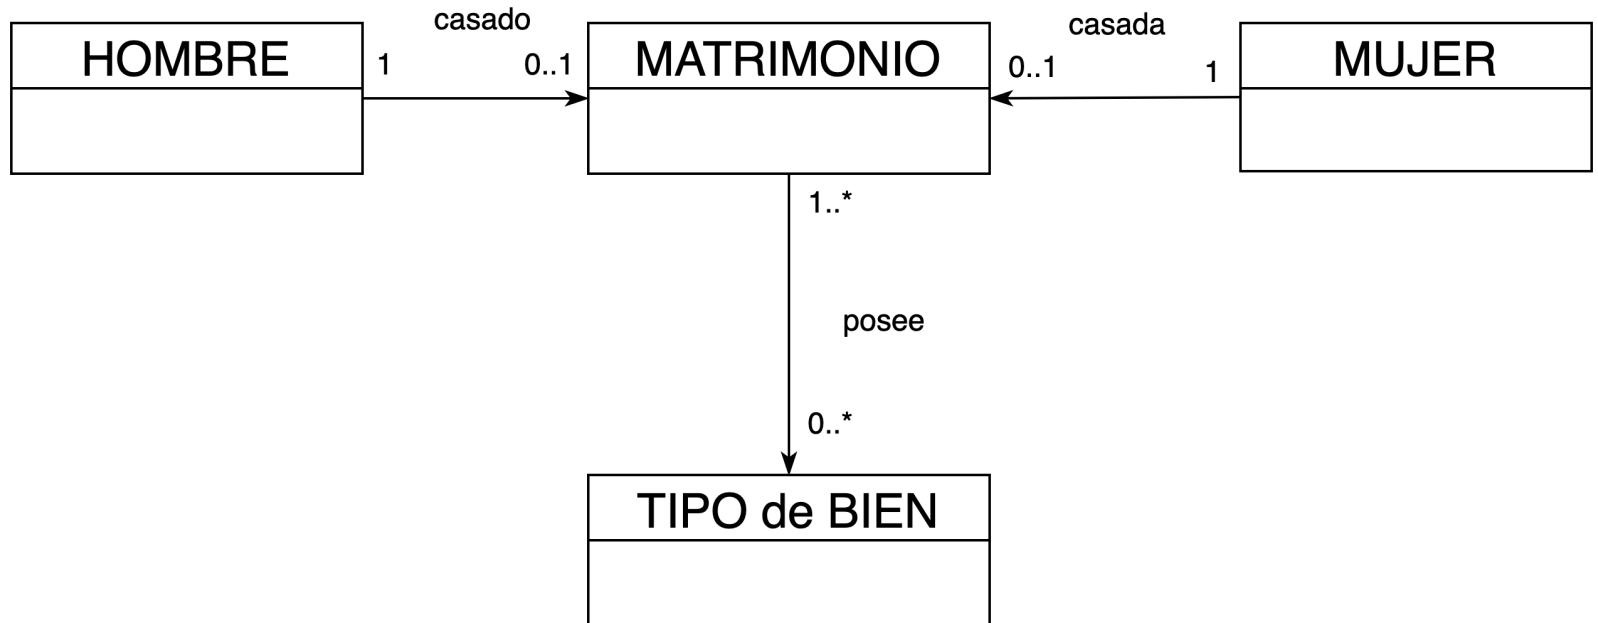 HOMBRE
1
casado
0..1
MATRIMONIO
0..1
casada
1
MUJER
1..*
posee
0..*
TIPO de BIEN